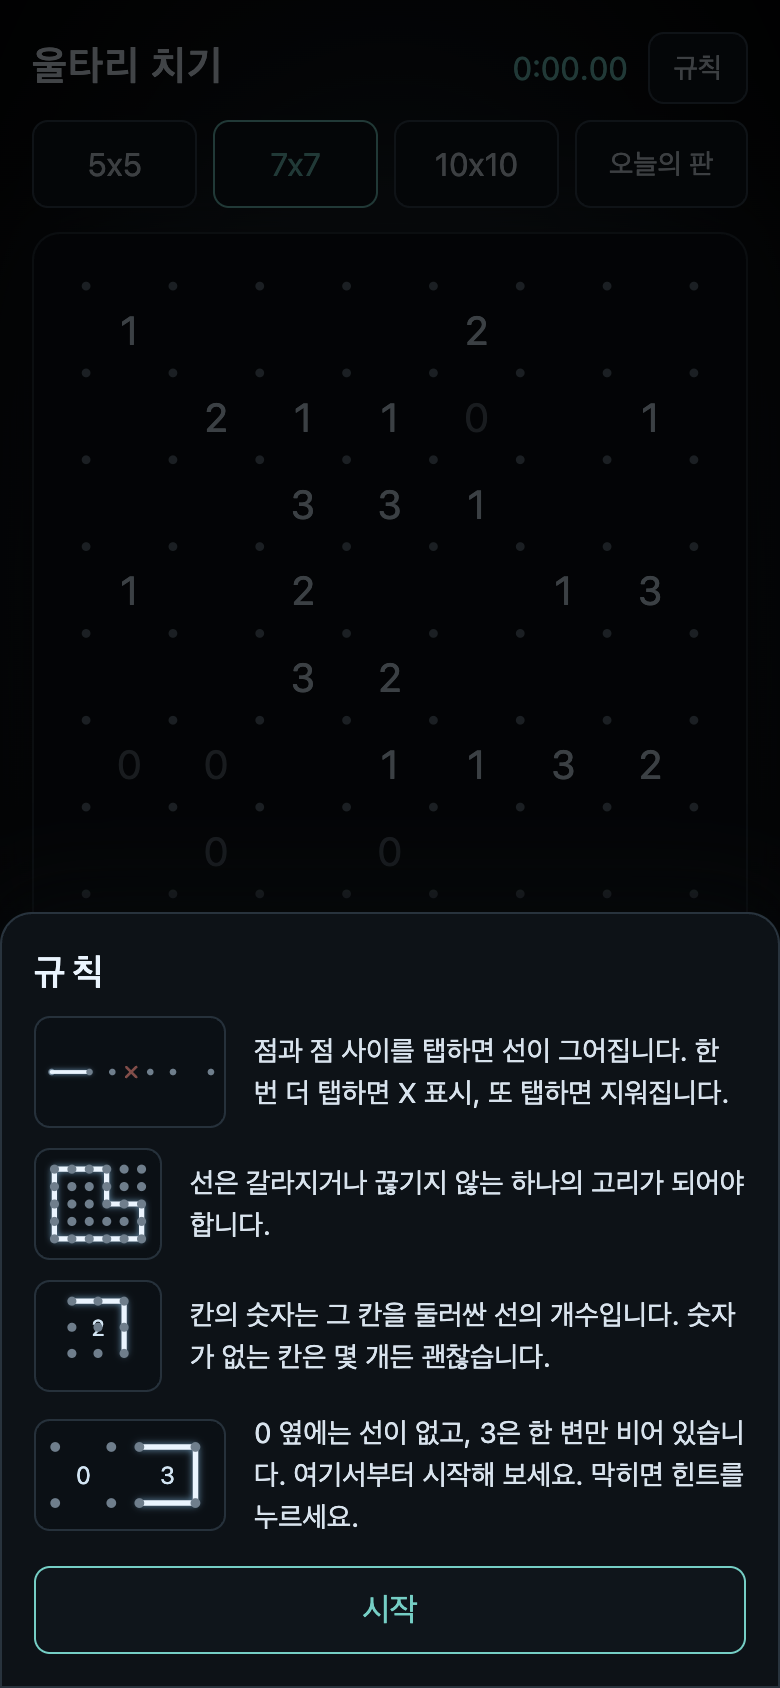 울타리 치기 0:00.00 규칙
5x5 7x7 10x10 오늘의 판
1 2
2 1 1 0 1
3 3 1
1 2 1 3
3 2
0 0 1 1 3 2
0 0
규칙
점과 점 사이를 탭하면 선이 그어집니다. 한
번 더 탭하면 X 표시, 또 탭하면 지워집니다.
선은 갈라지거나 끊기지 않는 하나의 고리가 되어야
합니다.
2
칸의 숫자는 그 칸을 둘러싼 선의 개수입니다. 숫자
가 없는 칸은 몇 개든 괜찮습니다.
0 3
0 옆에는 선이 없고, 3은 한 변만 비어 있습니
다. 여기서부터 시작해 보세요. 막히면 힌트를
누르세요.
시작